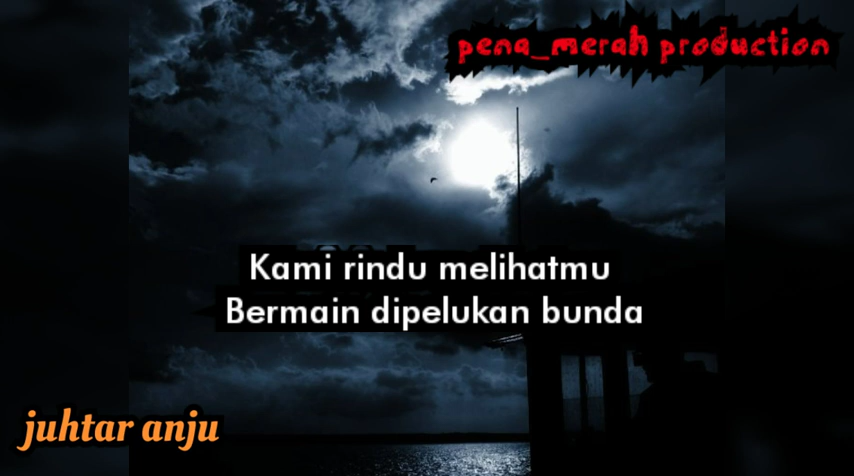 pena_merah production
Kami rindu melihatmu
Bermain dipelukan bunda
juhtar anju